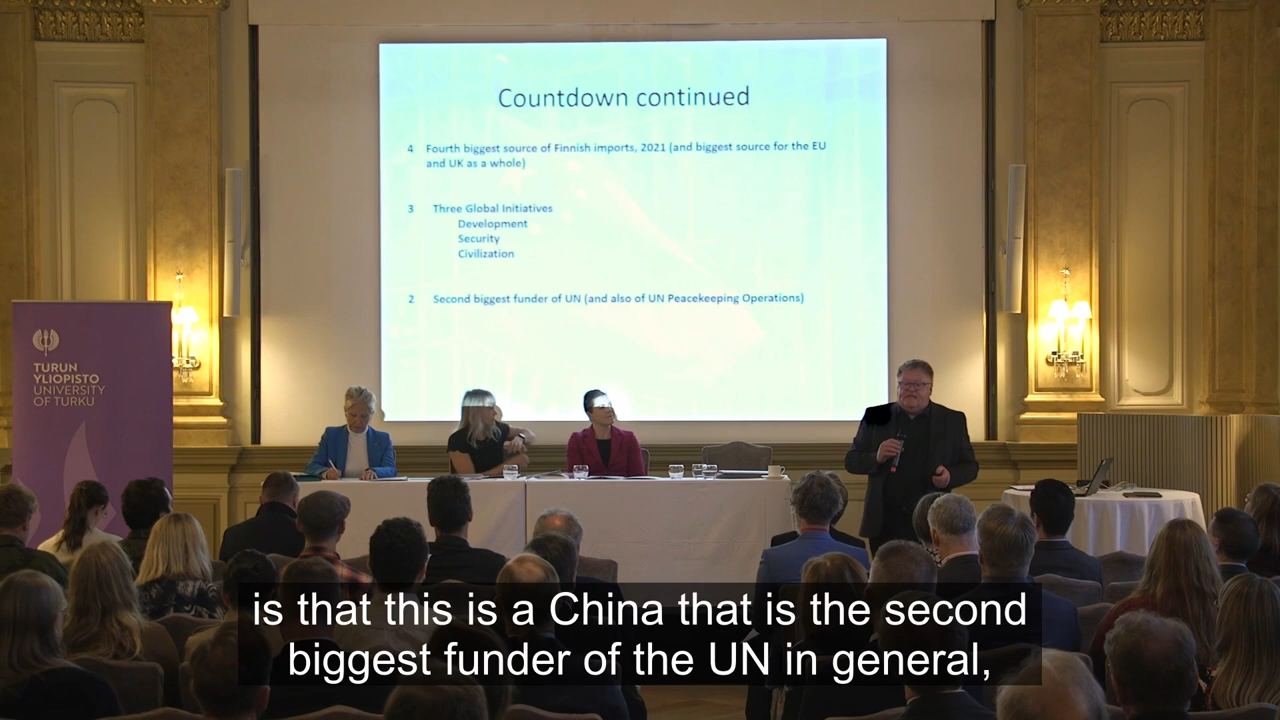 Countdown continued
4 Fourth biggest source of Finnish imports, 2021 (and biggest source for the EU
and UK as a whole)
3 Three Global Initiatives
Development
Security
Civilization
2 Second biggest funder of UN (and also of UN Peacekeeping Operations)
TURUN
YLIOPISTO
UNIVERSITY
OF TURKU
is that this is a China that is the second
biggest funder of the UN in general,